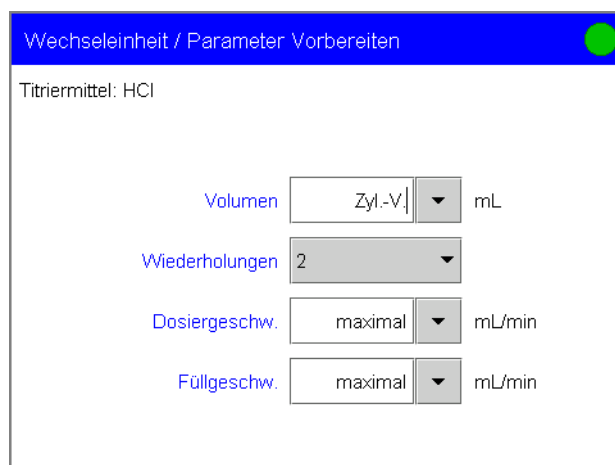 Wechseleinheit / Parameter Vorbereiten
Titriermittel: HCl
Volumen Zyl.-V. mL
Wiederholungen 2
Dosiergeschw. maximal mL/min
Füllgeschw. maximal mL/min